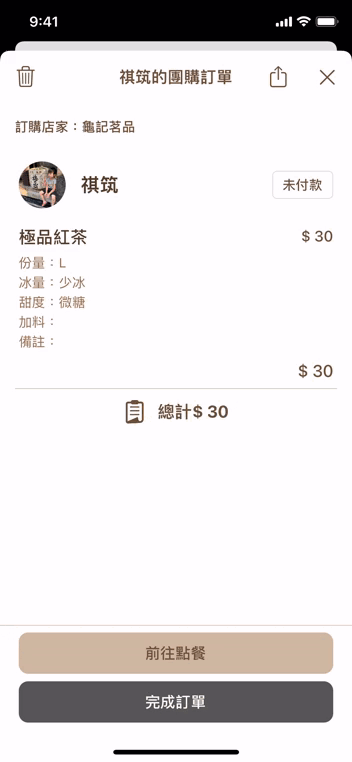 9:41
祺筑的團購訂單
訂購店家：龜記茗品
祺筑
未付款
極品紅茶
$ 30
份量：L
冰量：少冰
甜度：微糖
加料：
備註：
$ 30
總計$ 30
前往點餐
完成訂單